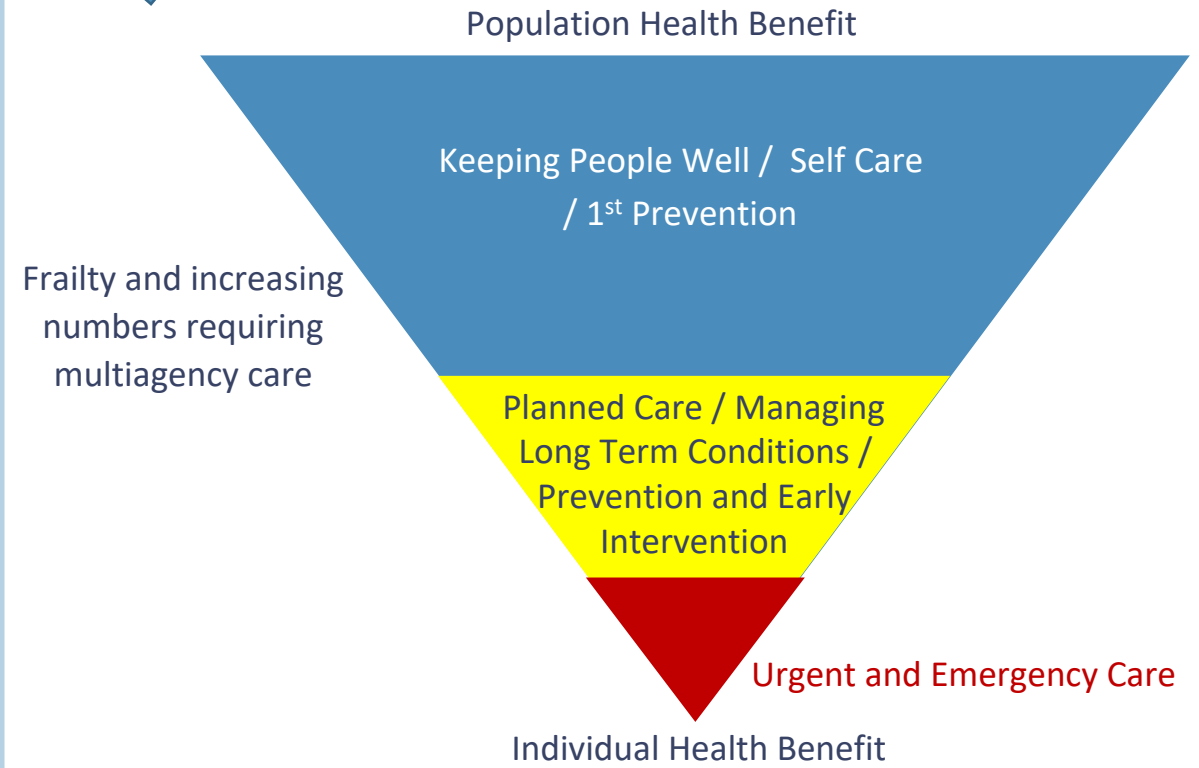 Population Health Benefit
Keeping People Well / Self Care
/ 1st Prevention
Frailty and increasing
numbers requiring
multiagency care
Planned Care / Managing
Long Term Conditions /
Prevention and Early
Intervention
Urgent and Emergency Care
Individual Health Benefit